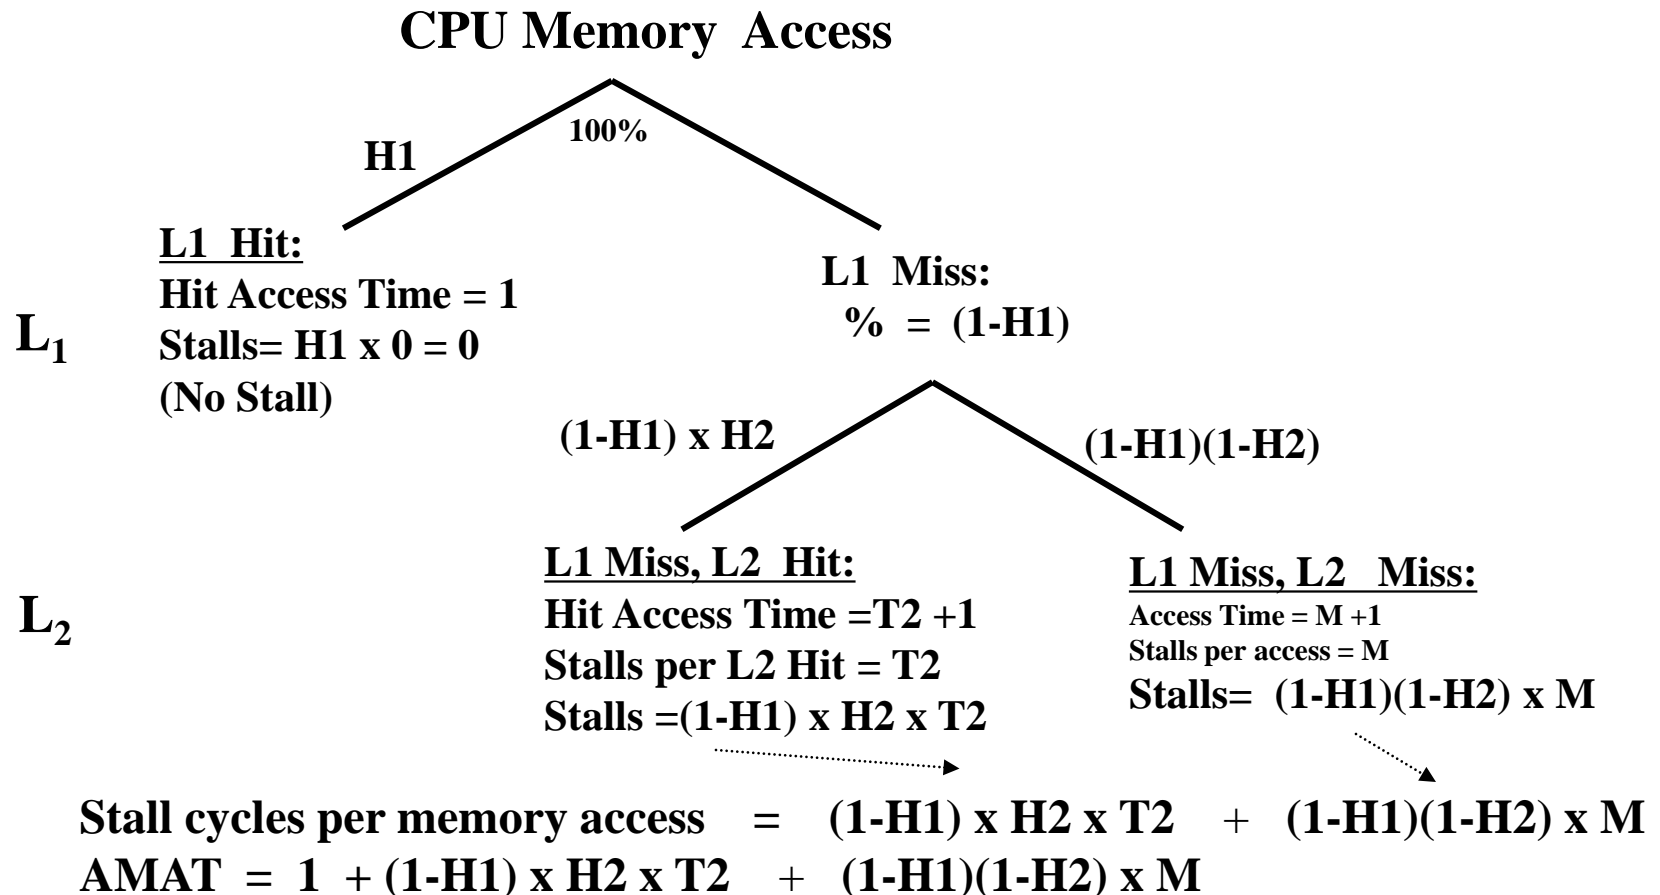 CPU Memory Access
100%
H1
L1 Hit:
Hit Access Time = 1
Stalls= H1 x 0 = 0
(No Stall)
L1 Miss:
% = (1-H1)
L₁
(1-H1) x H2
(1-H1)(1-H2)
L1 Miss, L2 Hit:
Hit Access Time =T2 +1
Stalls per L2 Hit = T2
Stalls =(1-H1) x H2 x T2
L1 Miss, L2 Miss:
Access Time = M +1
Stalls per access = M
Stalls= (1-H1)(1-H2) x M
L₂
Stall cycles per memory access = (1-H1) x H2 x T2 + (1-H1)(1-H2) x M
AMAT = 1 + (1-H1) x H2 x T2 + (1-H1)(1-H2) x M